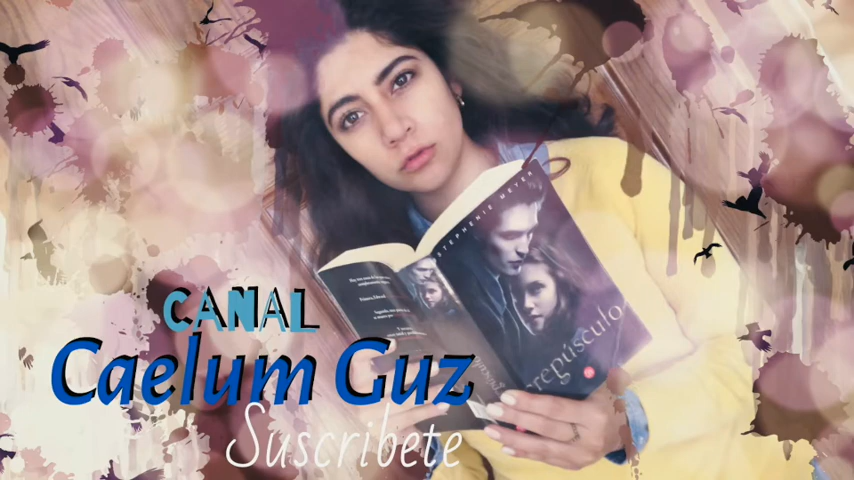 STEPHENIE MEYER
crepúsculo
CANAL
Caelum Guz
Suscribete